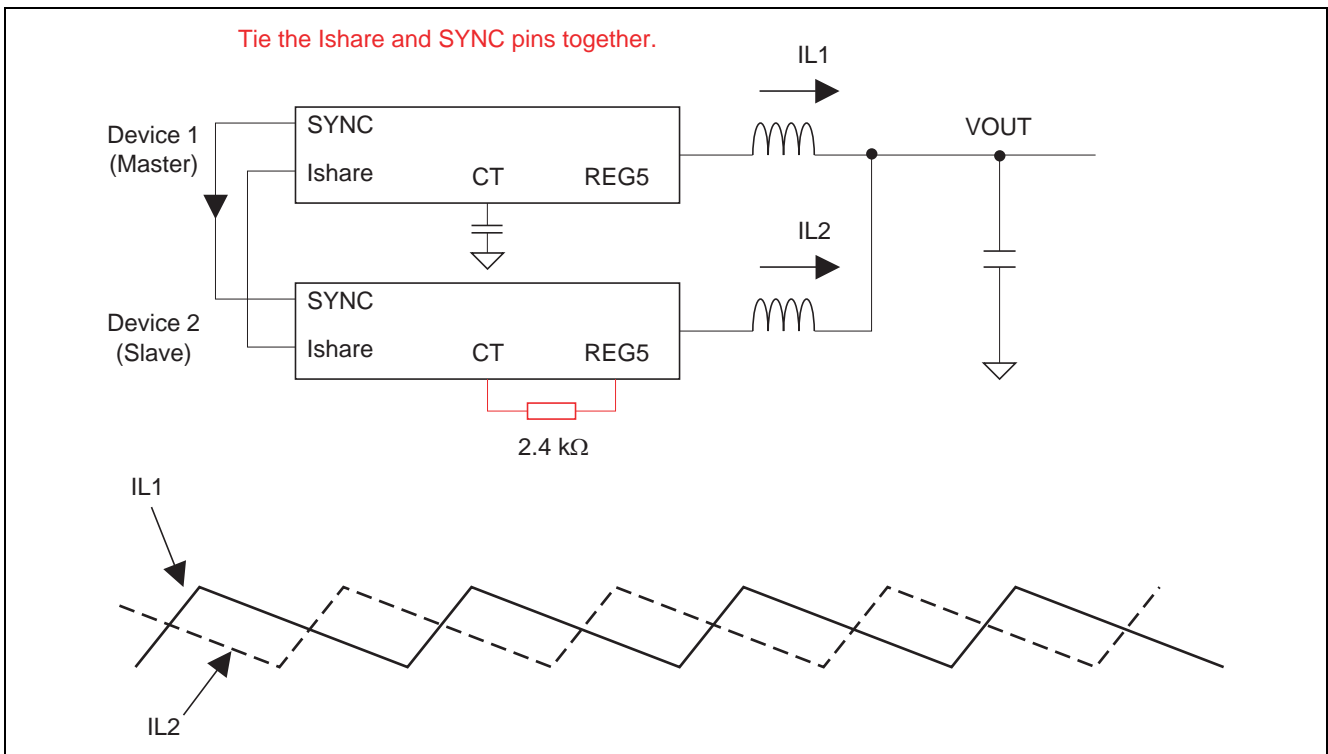 Tie the Ishare and SYNC pins together.
IL1
VOUT
Device 1
(Master)
SYNC
Ishare
CT
REG5
IL2
Device 2
(Slave)
SYNC
Ishare
CT
REG5
2.4 kΩ
IL1
IL2